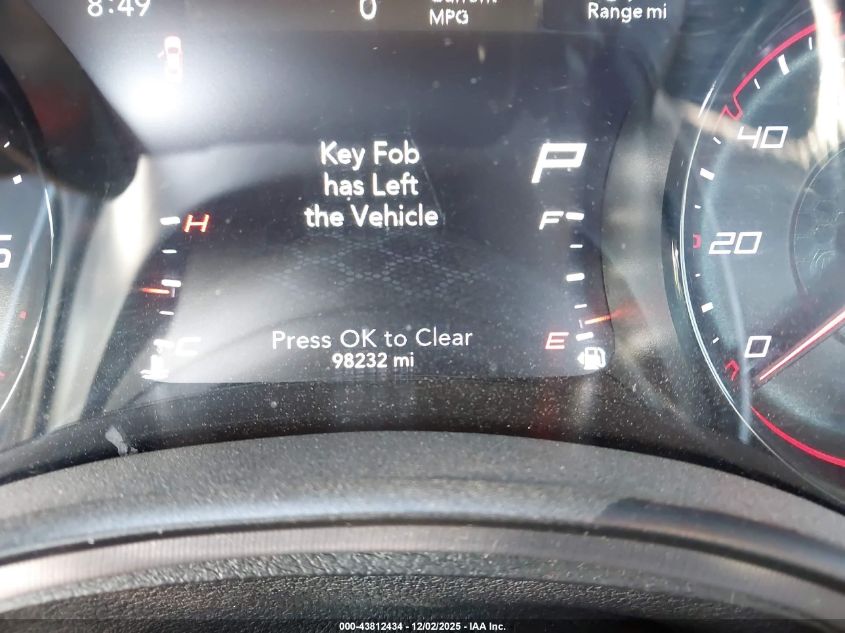 8:49
0
Current
MPG
Range mi
Key Fob
has Left
the Vehicle
P
H
F
C
E
Press OK to Clear
98232 mi
40
20
0
000-43812434 - 12/02/2025 - IAA Inc.